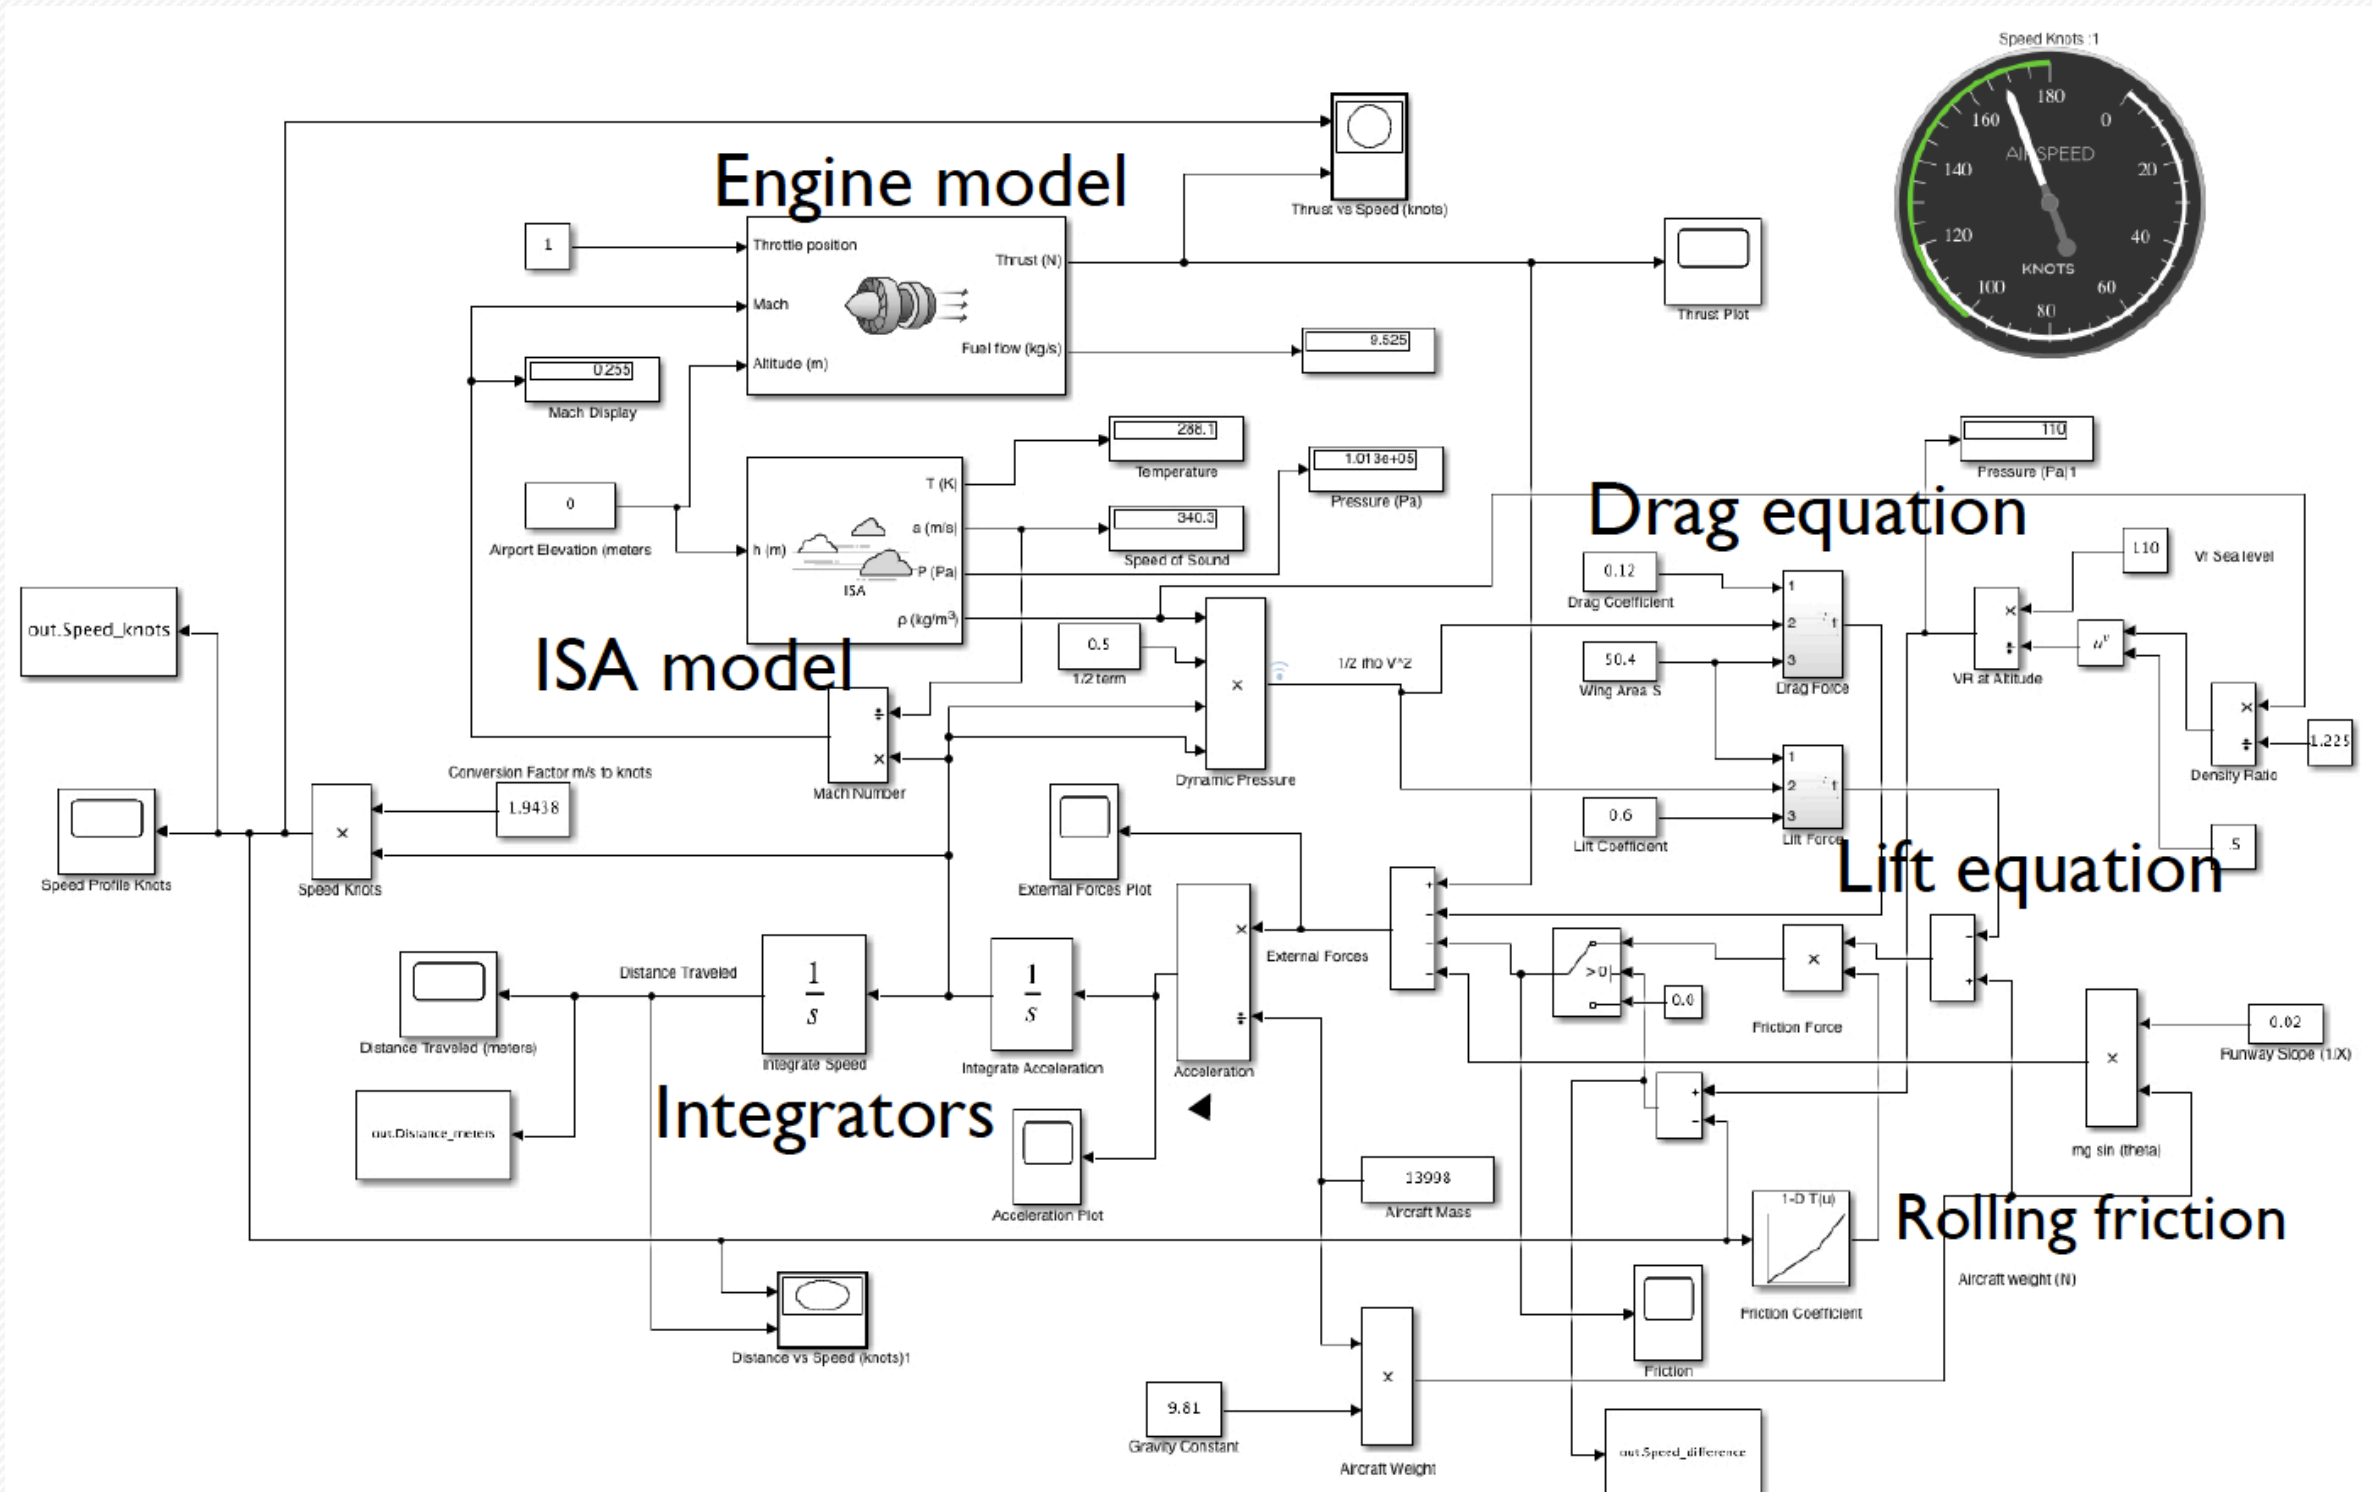 Speed Knots :1
180
160
0
AIRSPEED
140
20
120
40
KNOTS
100
60
80
Engine model
Thrust vs Speed (knots)
1
Throttle position
Thrust (N)
Mach
Fuel flow (kg/s)
Altitude (m)
Thrust Plot
9.525
0.255
Mach Display
288.1
Temperature
1.013e+05
Pressure (Pa)
110
Pressure (Pa)1
T (K)
a (m/s)
h (m)
P (Pa)
ISA
ρ (kg/m³)
0
Airport Elevation (meters
340.3
Speed of Sound
Drag equation
110
0.12
Drag Coefficient
1
2
3
Drag Force
50.4
Wing Area S
×
÷
VR at Altitude
uᵛ
out.Speed_knots
ISA model
0.5
1/2 term
1/2 rho V^2
×
Dynamic Pressure
÷
×
Mach Number
×
÷
Density Ratio
1.225
Conversion Factor m/s to knots
1.9438
×
Speed Knots
Speed Profile Knots
1
2
3
Lift Force
0.6
Lift Coefficient
Lift equation
External Forces Plot
.5
+
-
-
-
External Forces
×
÷
Acceleration
>0
0.0
×
Friction Force
-
+
Distance Traveled
1
s
Integrate Speed
1
s
Integrate Acceleration
Distance Traveled (meters)
0.02
Runway Slope (1/X)
×
mg sin (theta)
out.Distance_meters
Integrators
Acceleration Plot
+
-
13998
Aircraft Mass
1-D T(u)
Friction Coefficient
Rolling friction
Aircraft weight (N)
Distance vs Speed (knots)1
Friction
×
Aircraft Weight
9.81
Gravity Constant
out.Speed_difference